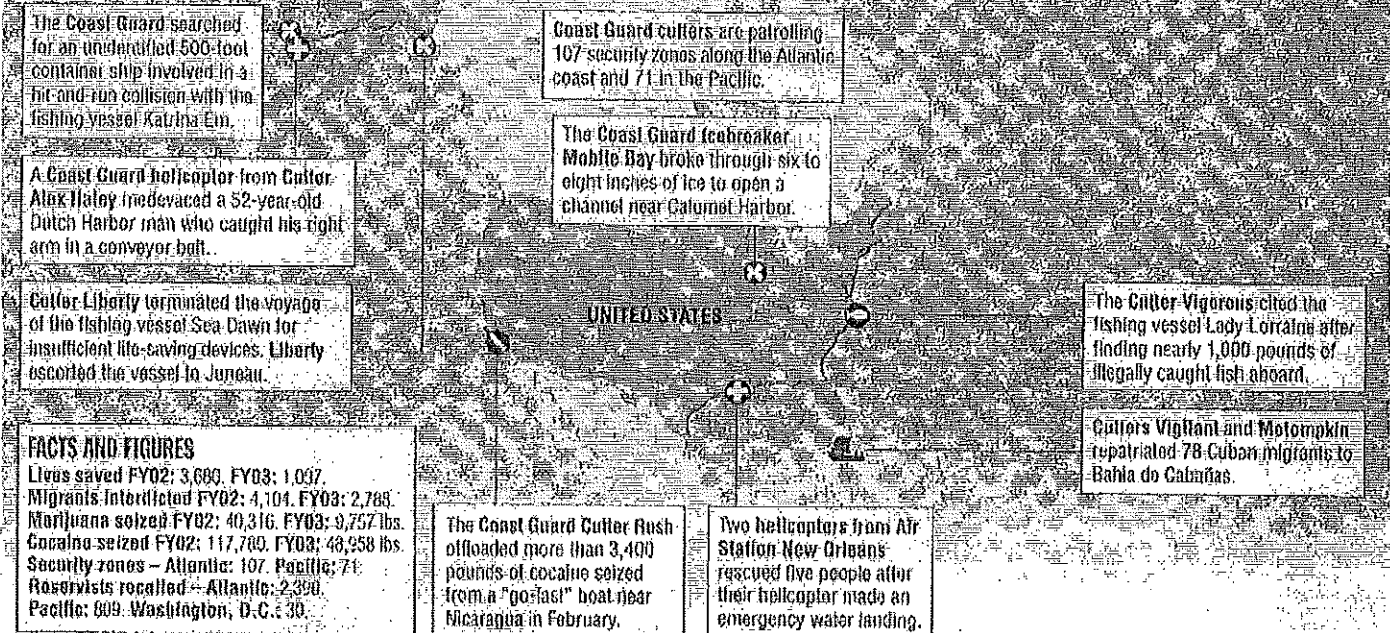 The Coast Guard searched
for an unidentified 500-foot
container ship involved in a
hit-and-run collision with the
fishing vessel Katrina Em.
Coast Guard cutters are patrolling
107 security zones along the Atlantic
coast and 71 in the Pacific.
The Coast Guard Icebreaker
Mobile Bay broke through six to
eight inches of ice to open a
channel near Calumet Harbor.
A Coast Guard helicopter from Cutter
Alex Haley medevaced a 52-year-old
Dutch Harbor man who caught his right
arm in a conveyor belt.
Cutter Liberty terminated the voyage
of the fishing vessel Sea Dawn for
insufficient life-saving devices. Liberty
escorted the vessel to Juneau.
UNITED STATES
The Cutter Vigorous cited the
fishing vessel Lady Lorraine after
finding nearly 1,000 pounds of
illegally caught fish aboard.
Cutters Vigilant and Metompkin
repatriated 78 Cuban migrants to
Bahia de Cabañas.
FACTS AND FIGURES
Lives saved FY02: 3,660. FY03: 1,097.
Migrants interdicted FY02: 4,104. FY03: 2,788.
Marijuana seized FY02: 40,316. FY03: 9,757 lbs.
Cocaine seized FY02: 117,780. FY03: 48,958 lbs.
Security zones – Atlantic: 107. Pacific: 71.
Reservists recalled – Atlantic: 2,390.
Pacific: 809. Washington, D.C.: 30.
The Coast Guard Cutter Rush
offloaded more than 3,400
pounds of cocaine seized
from a "go-fast" boat near
Nicaragua in February.
Two helicopters from Air
Station New Orleans
rescued five people after
their helicopter made an
emergency water landing.